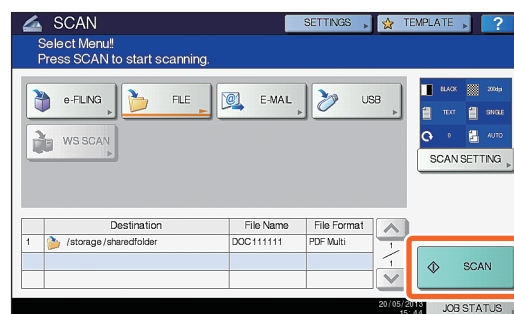 SCAN
SETTINGS
TEMPLATE
?
Select Menu!!
Press SCAN to start scanning.
e-FILING
FILE
E-MAIL
USB
WS SCAN
BLACK
200dpi
TEXT
SINGLE
0
AUTO
SCAN SETTING
Destination File Name File Format
1 /storage/sharedfolder DOC111111 PDF Multi
1
1
SCAN
20/05/2013
15:44
JOB STATUS